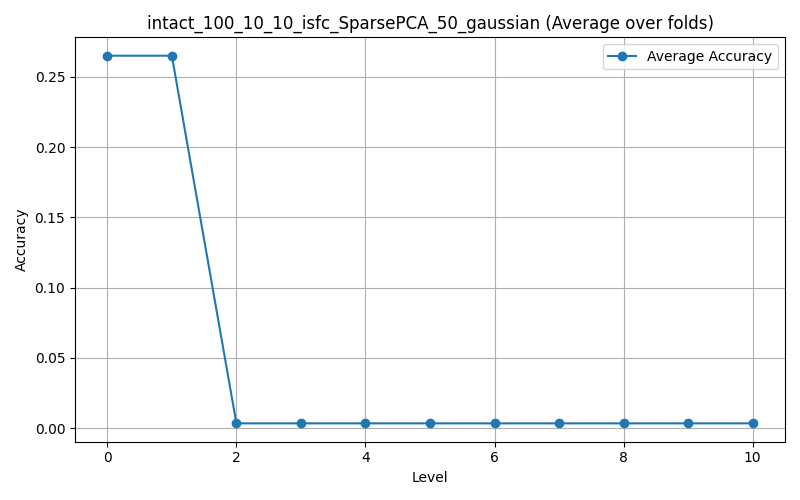 intact_100_10_10_isfc_SparsePCA_50_gaussian (Average over folds)
Average Accuracy
0.25
0.20
0.15
0.10
0.05
0.00
Accuracy
0 2 4 6 8 10
Level